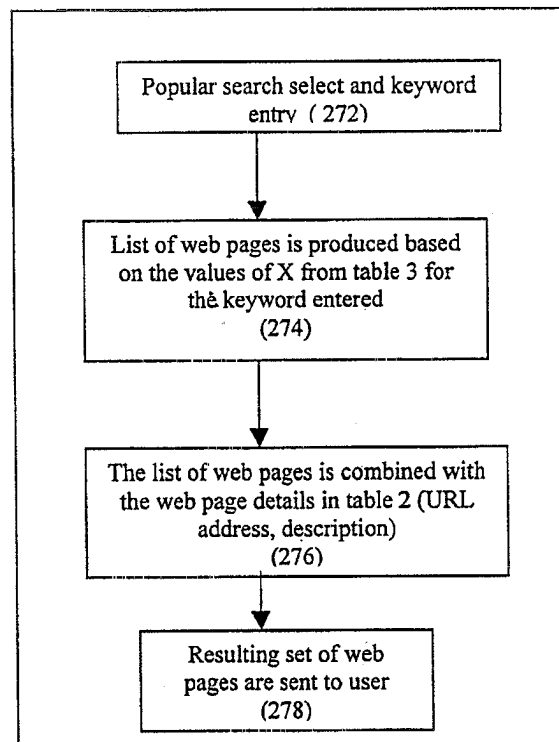 Popular search select and keyword
entry ( 272)
List of web pages is produced based
on the values of X from table 3 for
the keyword entered
(274)
The list of web pages is combined with
the web page details in table 2 (URL
address, description)
(276)
Resulting set of web
pages are sent to user
(278)